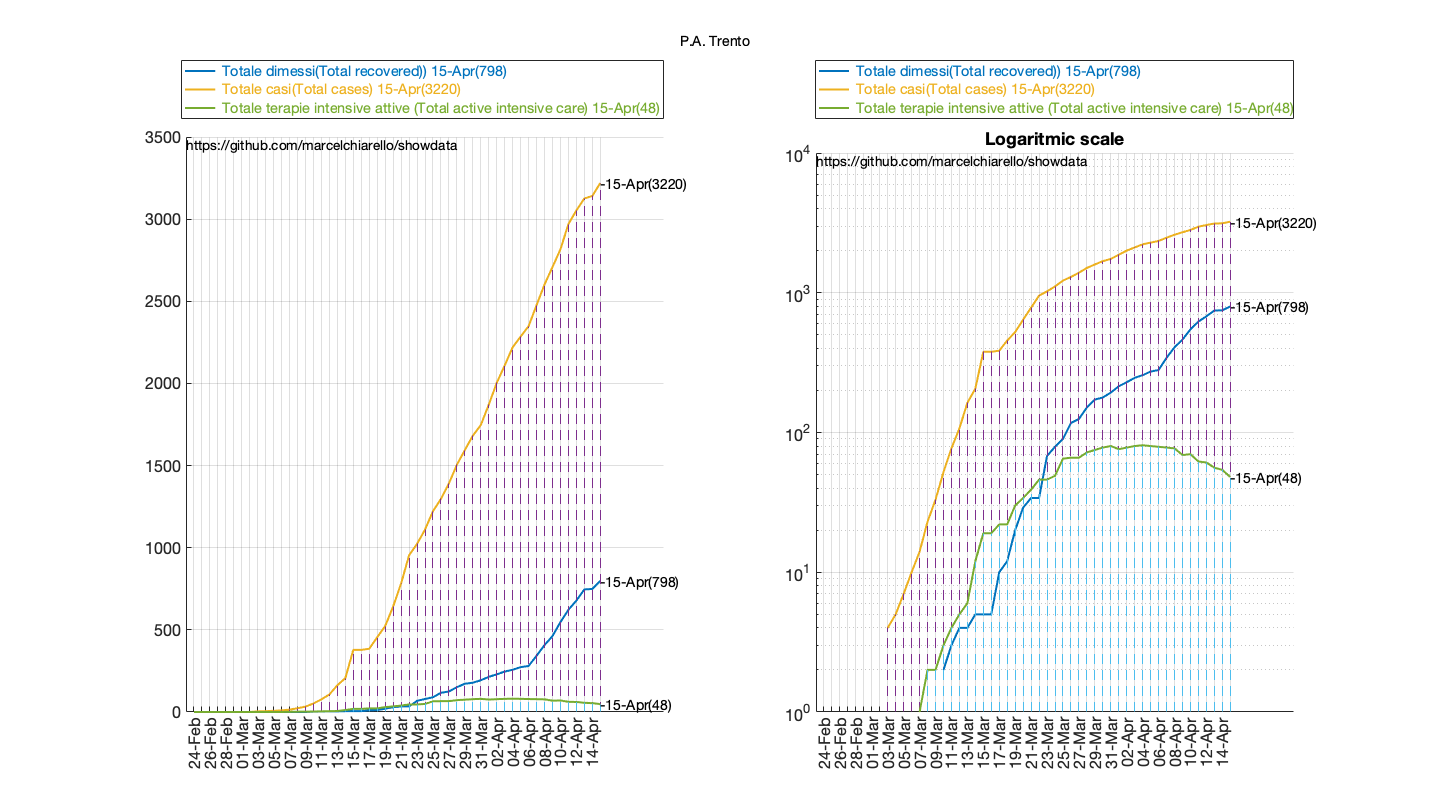 P.A. Trento
Totale dimessi(Total recovered)) 15-Apr(798)
Totale casi(Total cases) 15-Apr(3220)
Totale terapie intensive attive (Total active intensive care) 15-Apr(48)
https://github.com/marcelchiarello/showdata
3500
3000
2500
2000
1500
1000
500
0
15-Apr(3220)
15-Apr(798)
15-Apr(48)
24-Feb
26-Feb
28-Feb
01-Mar
03-Mar
05-Mar
07-Mar
09-Mar
11-Mar
13-Mar
15-Mar
17-Mar
19-Mar
21-Mar
23-Mar
25-Mar
27-Mar
29-Mar
31-Mar
02-Apr
04-Apr
06-Apr
08-Apr
10-Apr
12-Apr
14-Apr
Totale dimessi(Total recovered)) 15-Apr(798)
Totale casi(Total cases) 15-Apr(3220)
Totale terapie intensive attive (Total active intensive care) 15-Apr(48)
Logaritmic scale
https://github.com/marcelchiarello/showdata
10⁴
10³
10²
10¹
10⁰
15-Apr(3220)
15-Apr(798)
15-Apr(48)
24-Feb
26-Feb
28-Feb
01-Mar
03-Mar
05-Mar
07-Mar
09-Mar
11-Mar
13-Mar
15-Mar
17-Mar
19-Mar
21-Mar
23-Mar
25-Mar
27-Mar
29-Mar
31-Mar
02-Apr
04-Apr
06-Apr
08-Apr
10-Apr
12-Apr
14-Apr